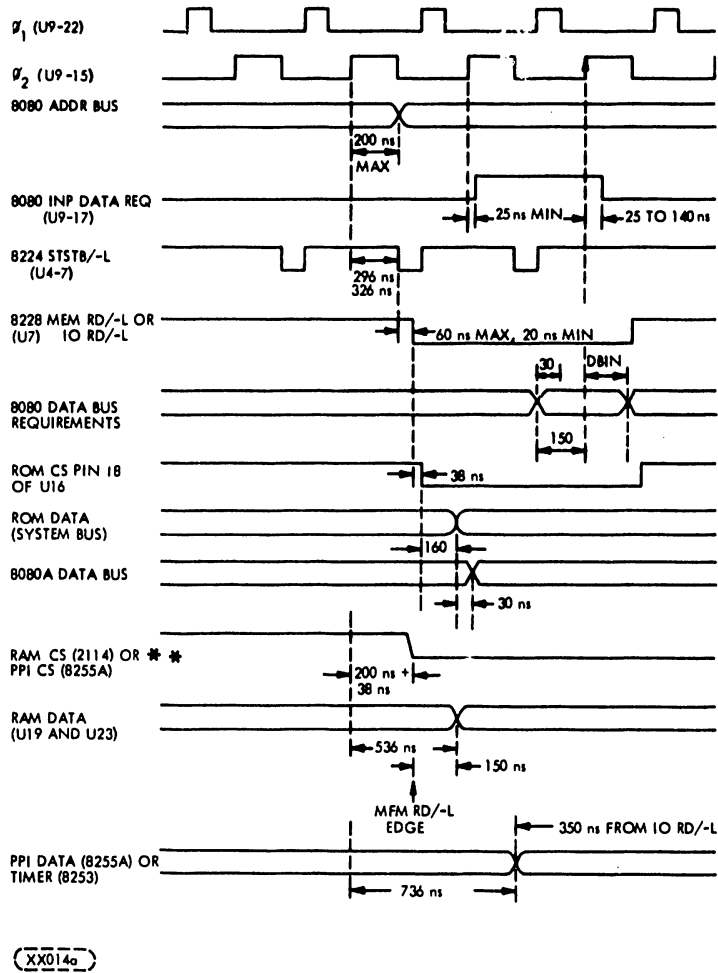 Ø1 (U9-22)
Ø2 (U9-15)
8080 ADDR BUS
200 ns
MAX
8080 INP DATA REQ
(U9-17)
25 ns MIN
25 TO 140 ns
8224 STSTB/-L
(U4-7)
296 ns
326 ns
8228 MEM RD/-L OR
(U7) IO RD/-L
60 ns MAX, 20 ns MIN
30
DBIN
8080 DATA BUS
REQUIREMENTS
150
ROM CS PIN 18
OF U16
38 ns
ROM DATA
(SYSTEM BUS)
160
8080A DATA BUS
30 ns
RAM CS (2114) OR * *
PPI CS (8255A)
200 ns +
38 ns
RAM DATA
(U19 AND U23)
536 ns
150 ns
MFM RD/-L
EDGE
350 ns FROM IO RD/-L
PPI DATA (8255A) OR
TIMER (8253)
736 ns
XX014a